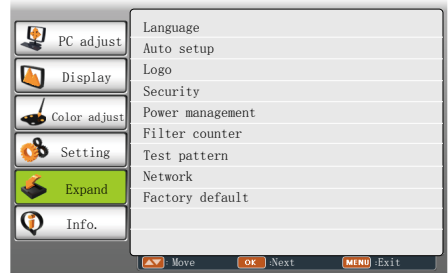 PC adjust
Display
Color adjust
Setting
Expand
Info.
Language
Auto setup
Logo
Security
Power management
Filter counter
Test pattern
Network
Factory default
: Move OK :Next MENU :Exit